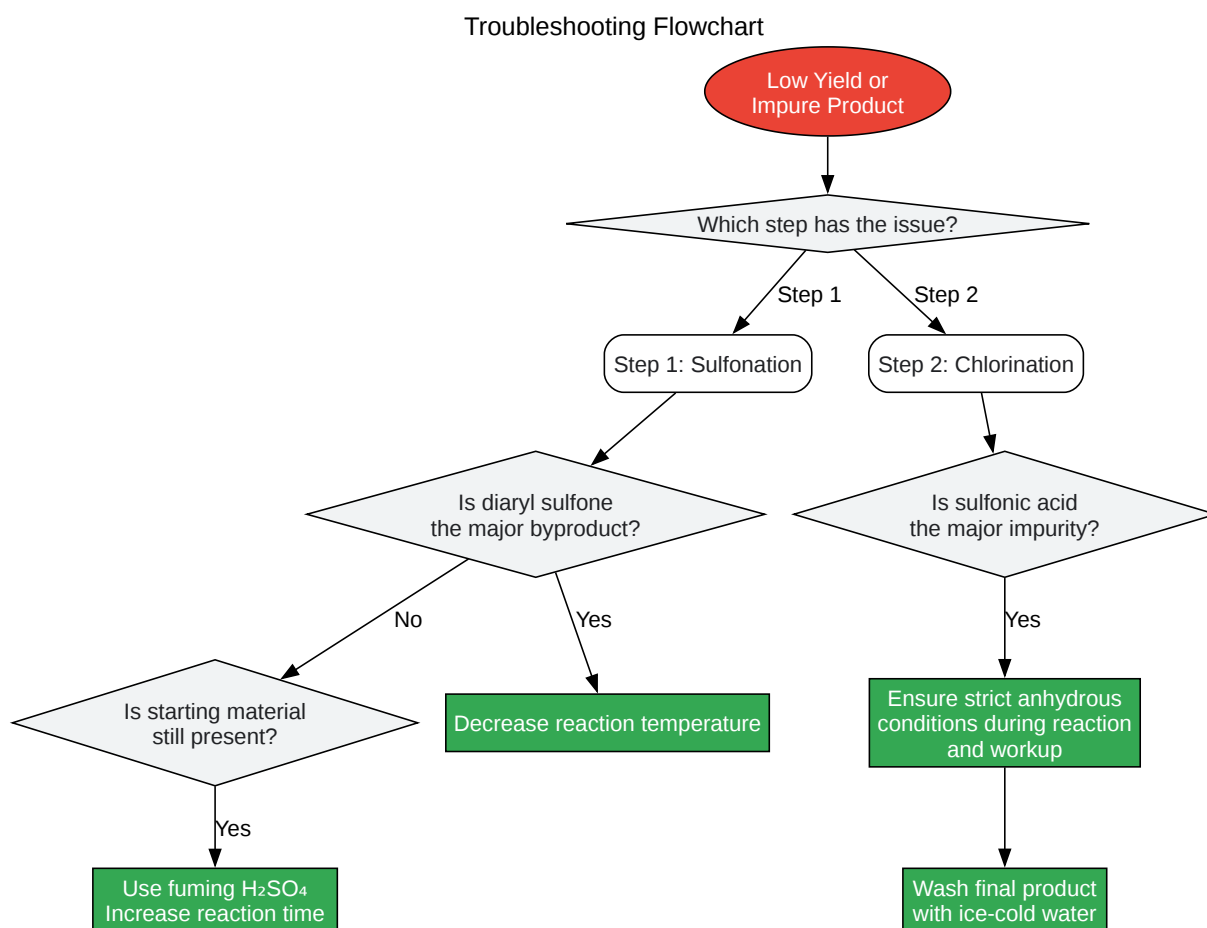 Troubleshooting Flowchart
Low Yield or
Impure Product
Which step has the issue?
Step 1
Step 2
Step 1: Sulfonation
Step 2: Chlorination
Is diaryl sulfone
the major byproduct?
Is sulfonic acid
the major impurity?
No
Yes
Yes
Is starting material
still present?
Decrease reaction temperature
Ensure strict anhydrous
conditions during reaction
and workup
Yes
Use fuming H₂SO₄
Increase reaction time
Wash final product
with ice-cold water